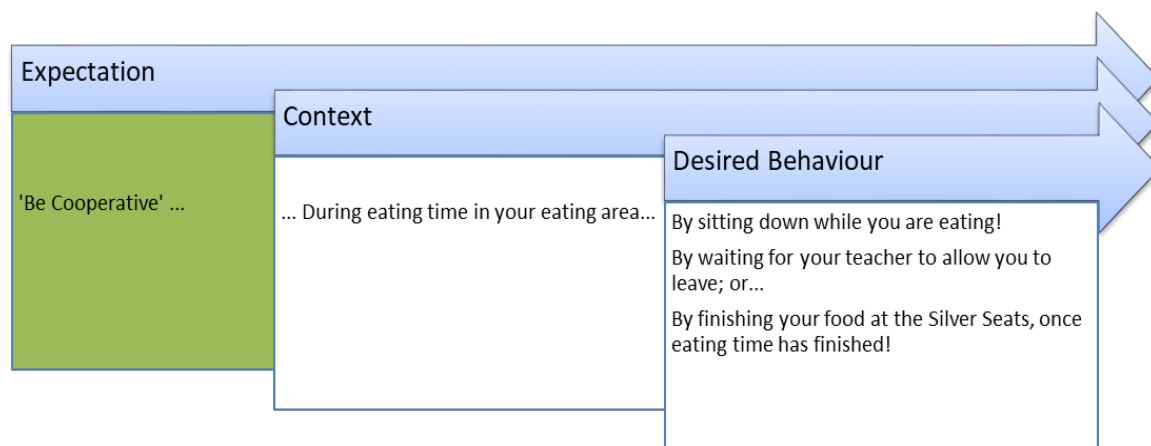 Expectation
'Be Cooperative' ...
Context
... During eating time in your eating area...
Desired Behaviour
By sitting down while you are eating!
By waiting for your teacher to allow you to
leave; or...
By finishing your food at the Silver Seats, once
eating time has finished!